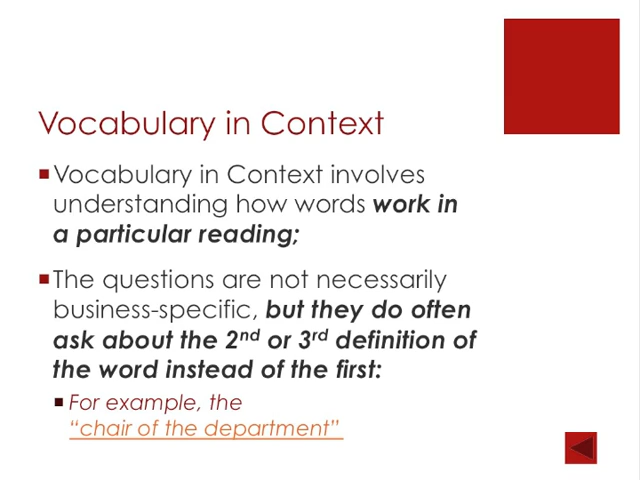 Vocabulary in Context
Vocabulary in Context involves
understanding how words work in
a particular reading;
The questions are not necessarily
business-specific, but they do often
ask about the 2nd or 3rd definition of
the word instead of the first:
For example, the
“chair of the department”